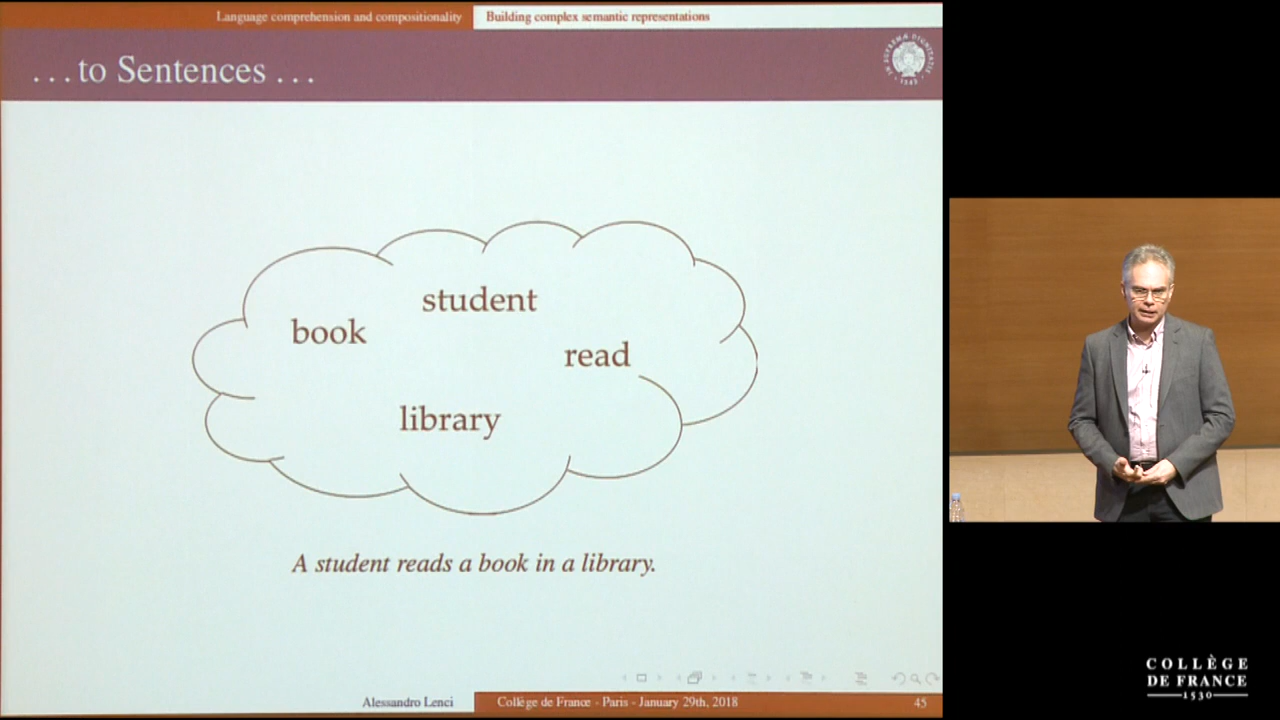 Language comprehension and compositionality
Building complex semantic representations
...to Sentences ...
student
book
read
library
A student reads a book in a library.
Alessandro Lenci
Collège de France - Paris - January 29th, 2018
45
COLLÈGE
DE FRANCE
1530